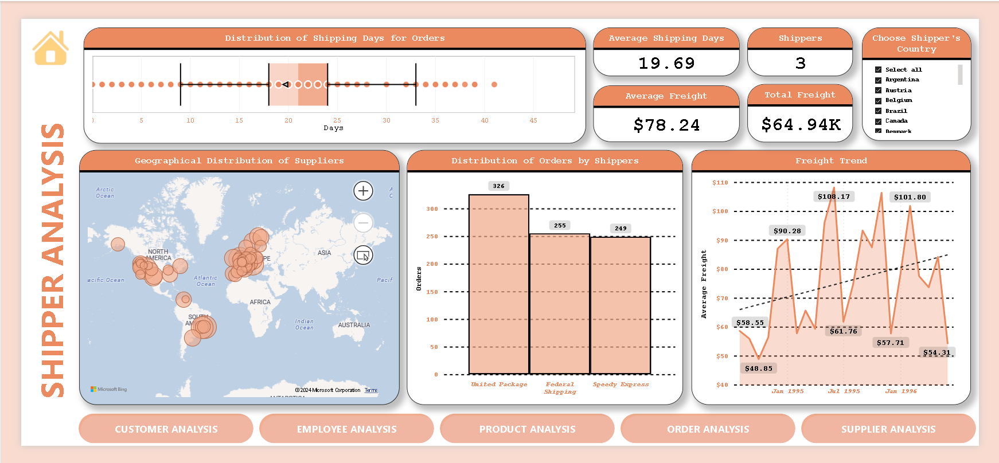 SHIPPER ANALYSIS
Distribution of Shipping Days for Orders
5 10 15 20 25 30 35 40 45
Days
Average Shipping Days
19.69
Shippers
3
Average Freight
$78.24
Total Freight
$64.94K
Choose Shipper's
Country
Select all
Argentina
Austria
Belgium
Brazil
Canada
Denmark
Geographical Distribution of Suppliers
Arctic
Ocean
NORTH
AMERICA
PE
ASIA
acific Ocean
Atlantic
Ocean
Pacif
AFRICA
SOUTH
AM
Indian
Ocean
AUSTRALIA
Microsoft Bing
© 2024 Microsoft Corporation Terms
ANTARCTICA
Distribution of Orders by Shippers
Orders
326
255
249
300
250
200
150
100
50
0
United Package
Federal
Shipping
Speedy Express
Freight Trend
Average Freight
$110
$100
$90
$80
$70
$60
$50
$40
$108.17
$101.80
$90.28
$58.55
$61.76
$57.71
$54.31
$48.85
Jan 1995 Jul 1995 Jan 1996
CUSTOMER ANALYSIS
EMPLOYEE ANALYSIS
PRODUCT ANALYSIS
ORDER ANALYSIS
SUPPLIER ANALYSIS